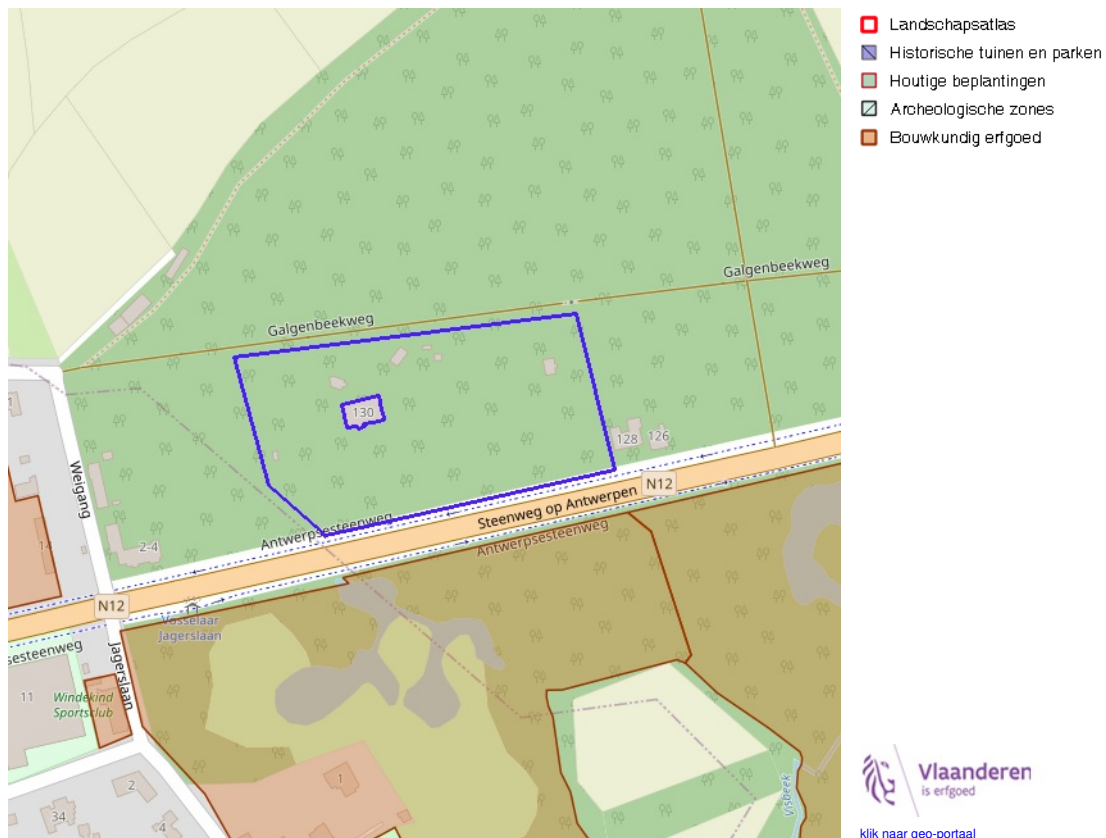 Landschapsatlas
Historische tuinen en parken
Houtige beplantingen
Archeologische zones
Bouwkundig erfgoed
Galgenbeekweg
Galgenbeekweg
130
128
126
N12
Steenweg op Antwerpen
Antwerpsesteenweg
Antwerpsesteenweg
Weigang
1
14
2-4
N12
Vosselaar
Jagerslaan
sesteenweg
Jagerslaan
11
Windekind
Sportsclub
1
2
34
4
Visbeek
Vlaanderen
is erfgoed
klik naar geo-portaal